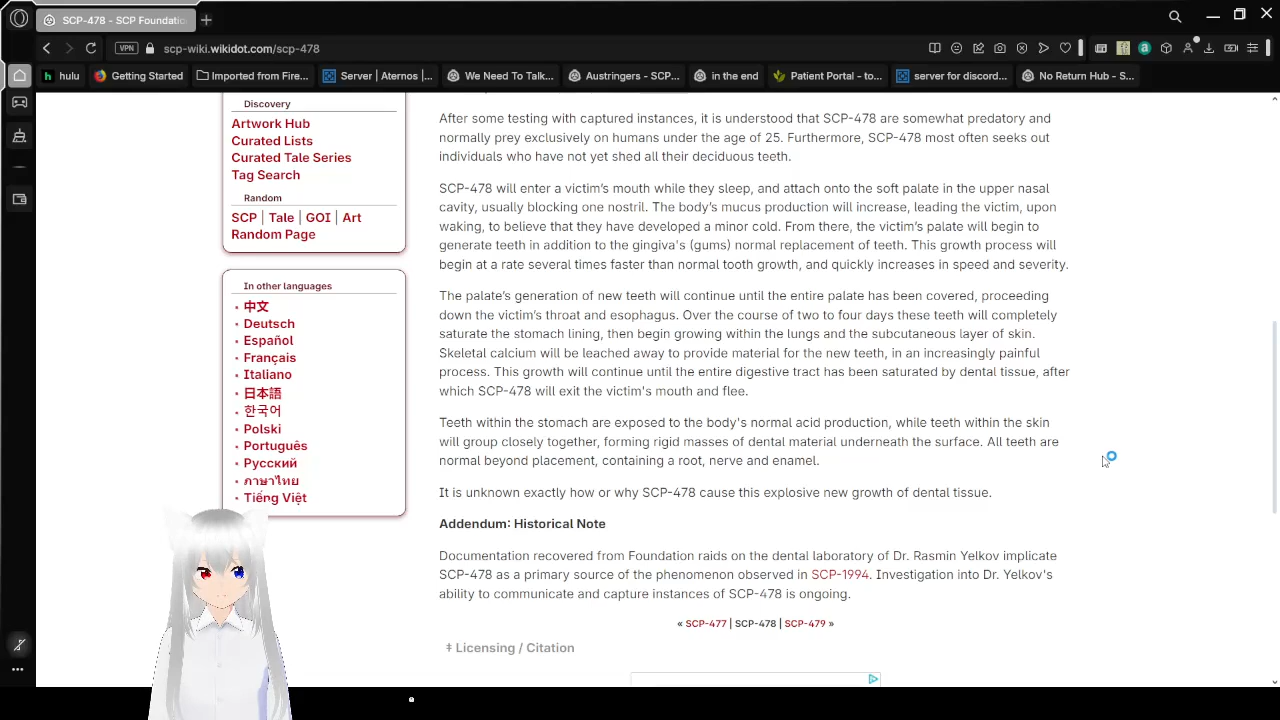 SCP-478 - SCP Foundatio
VPN
scp-wiki.wikidot.com/scp-478
hulu
Getting Started
Imported from Fire...
Server | Aternos |...
We Need To Talk...
Austringers - SCP...
in the end
Patient Portal - to...
server for discord...
No Return Hub - S...
Discovery
Artwork Hub
Curated Lists
Curated Tale Series
Tag Search
Random
SCP | Tale | GOI | Art
Random Page
In other languages
中文
Deutsch
Español
Français
Italiano
日本語
한국어
Polski
Português
Русский
ภาษาไทย
Tiếng Việt
After some testing with captured instances, it is understood that SCP-478 are somewhat predatory and
normally prey exclusively on humans under the age of 25. Furthermore, SCP-478 most often seeks out
individuals who have not yet shed all their deciduous teeth.
SCP-478 will enter a victim's mouth while they sleep, and attach onto the soft palate in the upper nasal
cavity, usually blocking one nostril. The body's mucus production will increase, leading the victim, upon
waking, to believe that they have developed a minor cold. From there, the victim's palate will begin to
generate teeth in addition to the gingiva's (gums) normal replacement of teeth. This growth process will
begin at a rate several times faster than normal tooth growth, and quickly increases in speed and severity.
The palate's generation of new teeth will continue until the entire palate has been covered, proceeding
down the victim's throat and esophagus. Over the course of two to four days these teeth will completely
saturate the stomach lining, then begin growing within the lungs and the subcutaneous layer of skin.
Skeletal calcium will be leached away to provide material for the new teeth, in an increasingly painful
process. This growth will continue until the entire digestive tract has been saturated by dental tissue, after
which SCP-478 will exit the victim's mouth and flee.
Teeth within the stomach are exposed to the body's normal acid production, while teeth within the skin
will group closely together, forming rigid masses of dental material underneath the surface. All teeth are
normal beyond placement, containing a root, nerve and enamel.
It is unknown exactly how or why SCP-478 cause this explosive new growth of dental tissue.
Addendum: Historical Note
Documentation recovered from Foundation raids on the dental laboratory of Dr. Rasmin Yelkov implicate
SCP-478 as a primary source of the phenomenon observed in SCP-1994. Investigation into Dr. Yelkov's
ability to communicate and capture instances of SCP-478 is ongoing.
« SCP-477 | SCP-478 | SCP-479 »
‡ Licensing / Citation